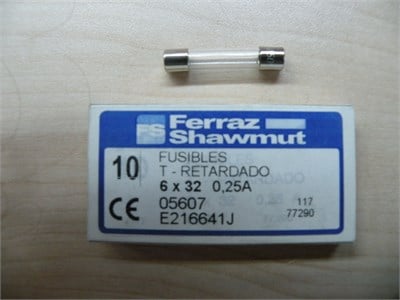 FS Ferraz
Shawmut
10 FUSIBLES
T - RETARDADO
6 x 32 0,25A
CE 05607 117
E216641J 77290